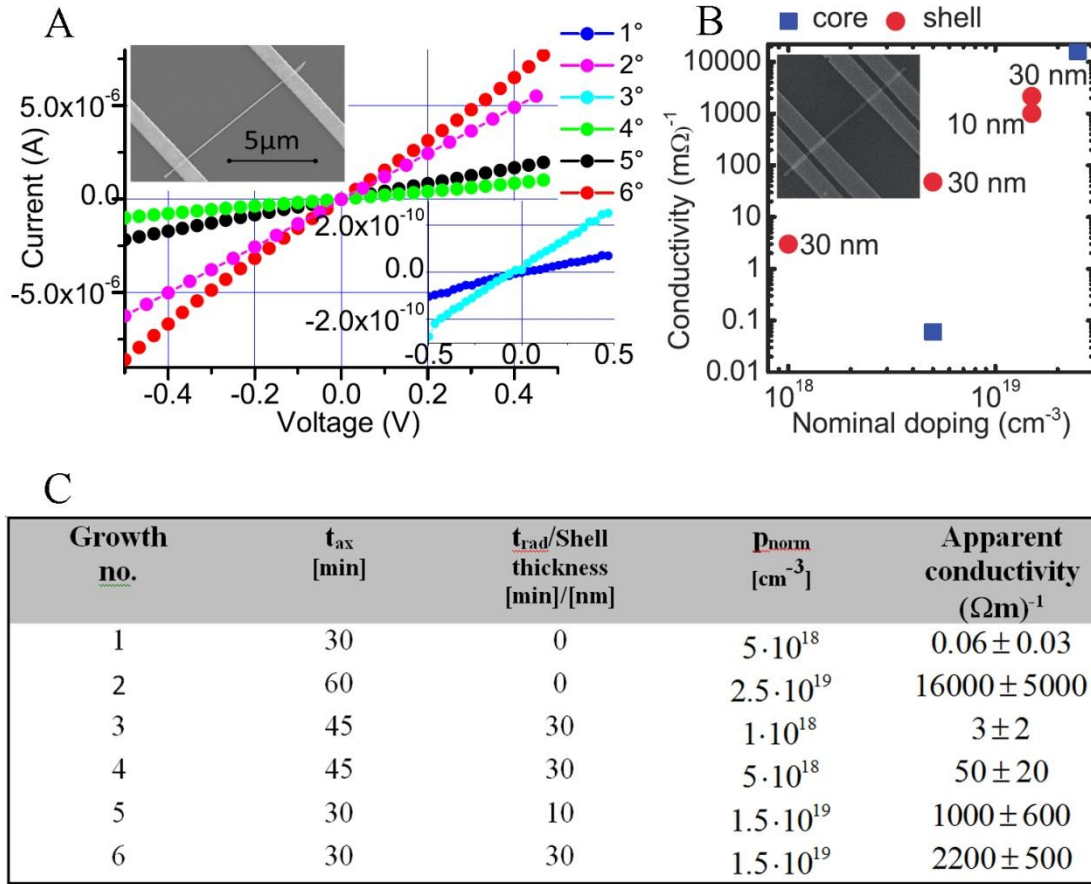 A
5.0x10⁻⁶
0.0
-5.0x10⁻⁶
Current (A)
5µm
-0.4 -0.2 0.0 0.2 0.4
Voltage (V)
1°
2°
3°
4°
5°
6°
2.0x10⁻¹⁰
0.0
-2.0x10⁻¹⁰
-0.5 0.0 0.5
B
core shell
10000
1000
100
10
1
0.1
0.01
Conductivity (mΩ)⁻¹
30 nm
10 nm
30 nm
30 nm
10¹⁸ 10¹⁹
Nominal doping (cm⁻³)
C
Growth no. t_ax [min] t_rad/Shell thickness [min]/[nm] p_norm [cm⁻³] Apparent conductivity (Ωm)⁻¹
1 30 0 5·10¹⁸ 0.06±0.03
2 60 0 2.5·10¹⁹ 16000±5000
3 45 30 1·10¹⁸ 3±2
4 45 30 5·10¹⁸ 50±20
5 30 10 1.5·10¹⁹ 1000±600
6 30 30 1.5·10¹⁹ 2200±500